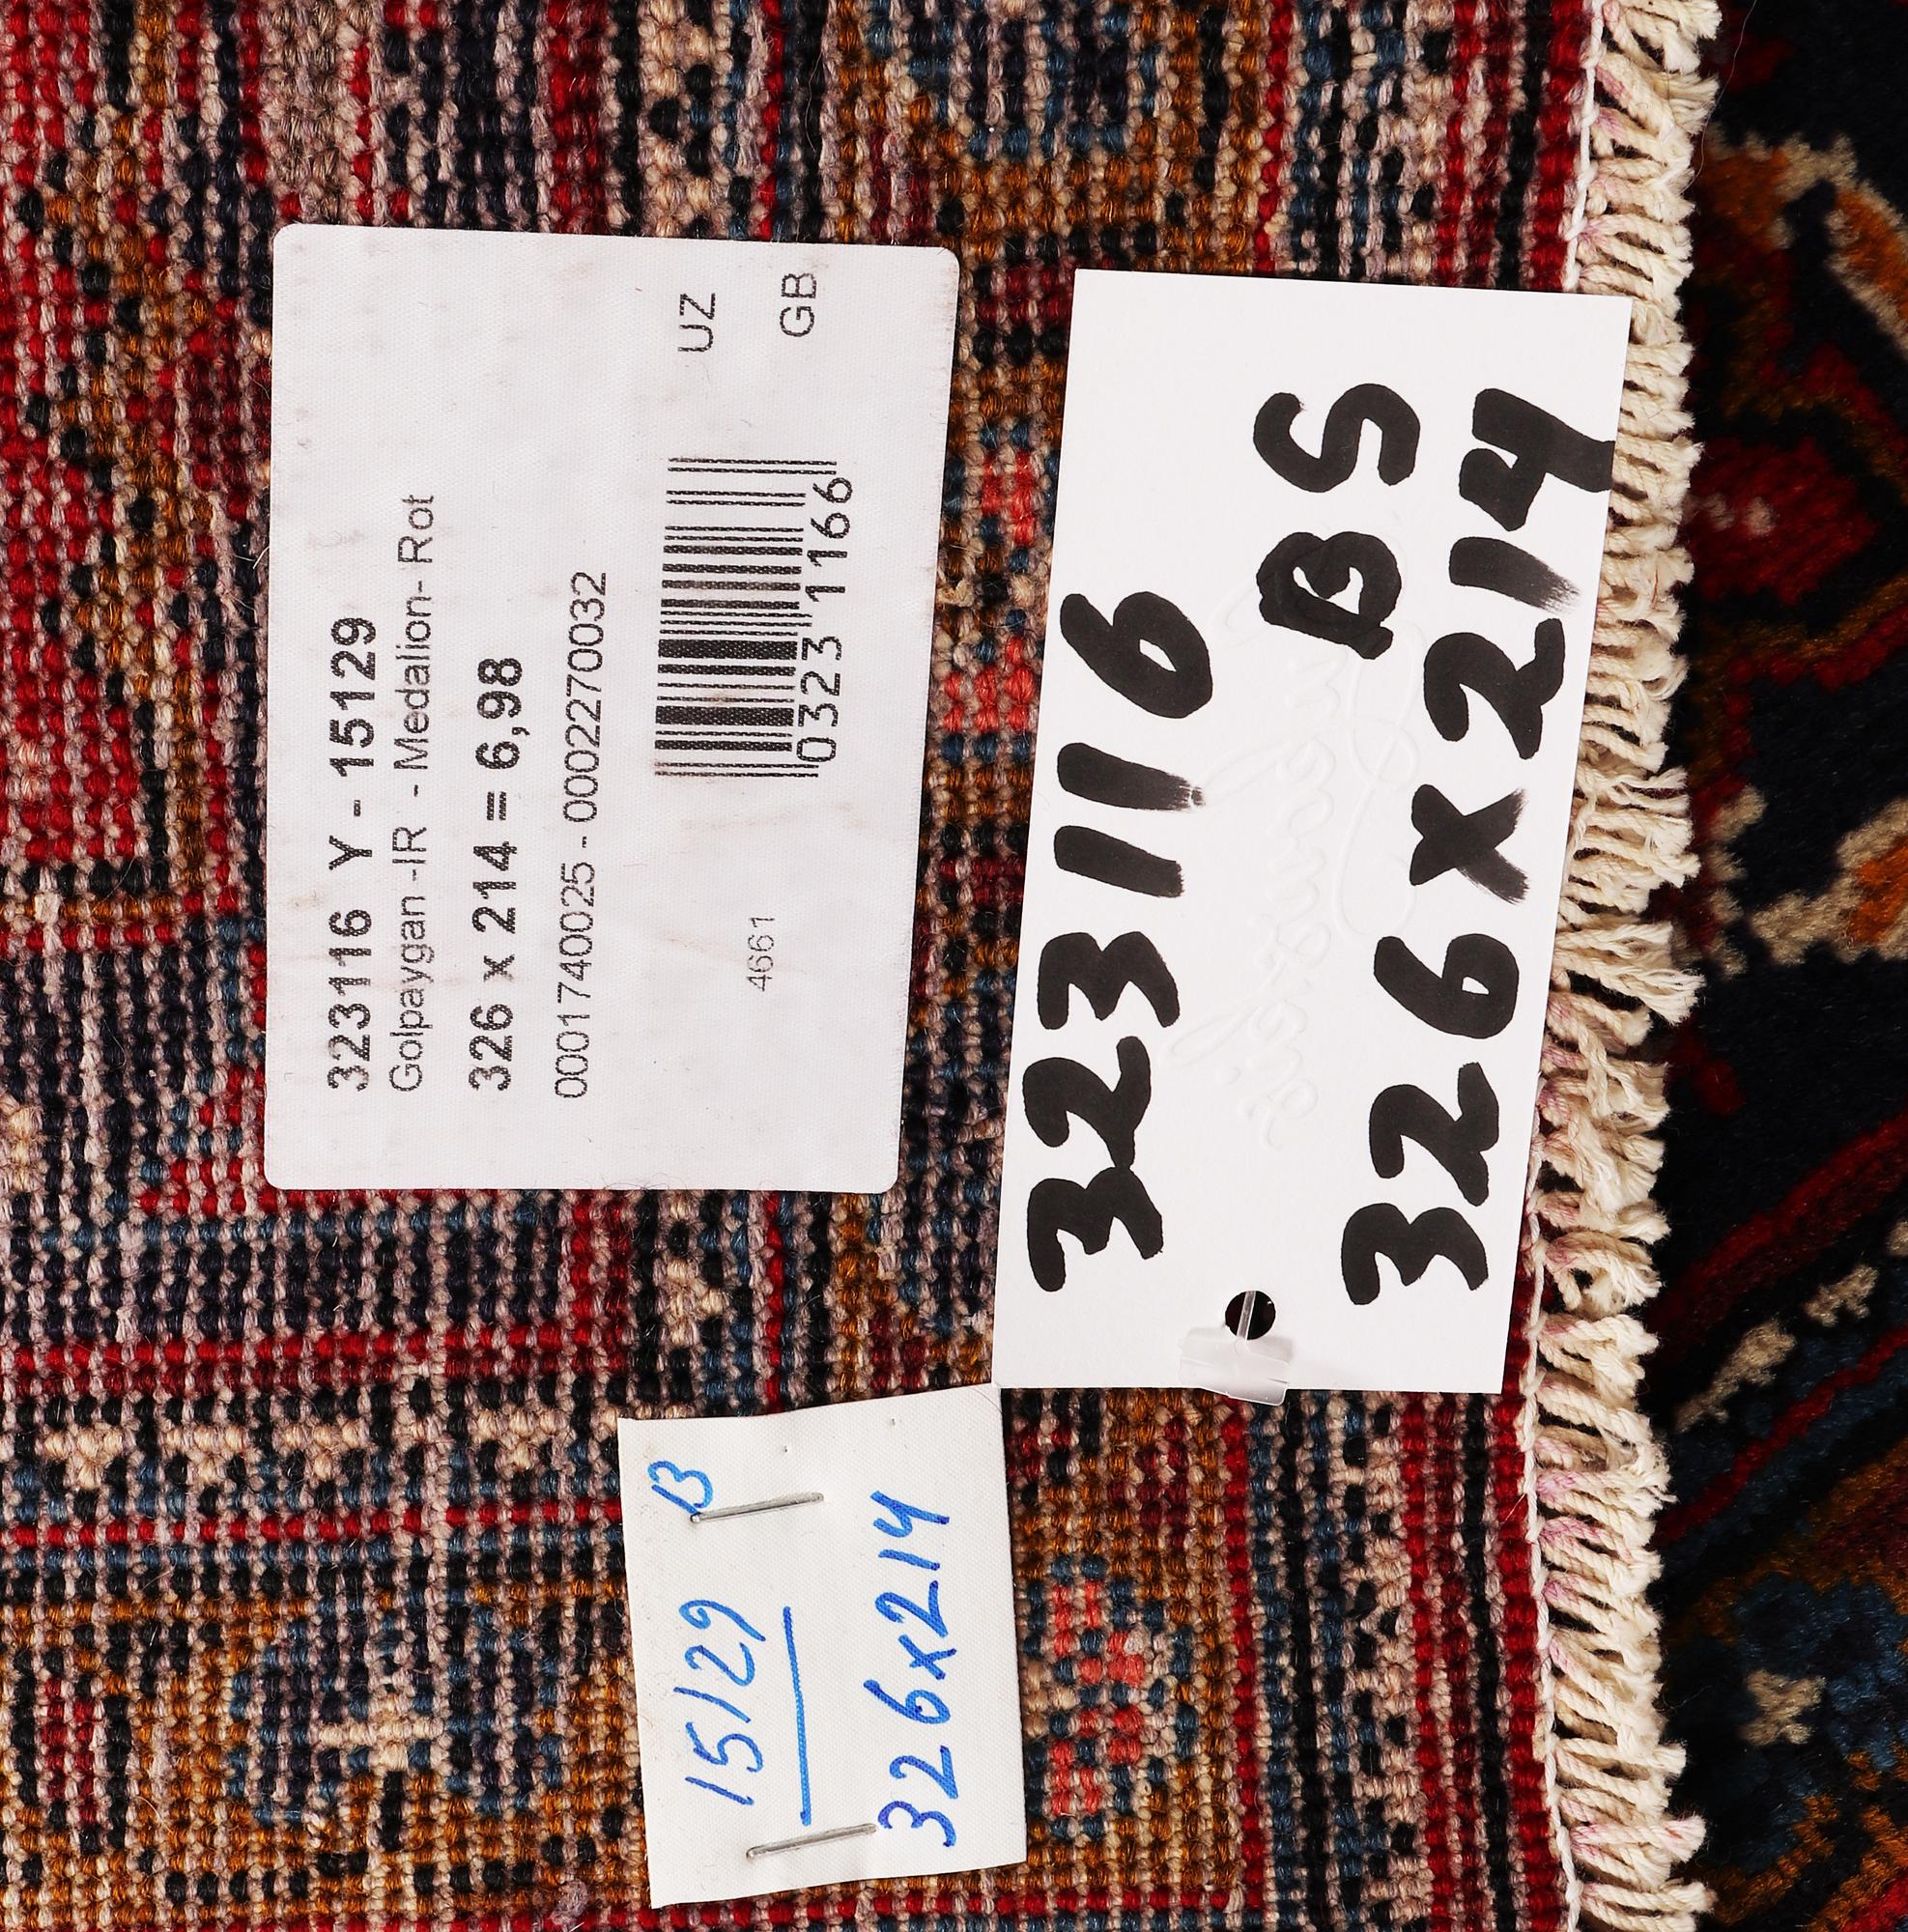 323116 Y - 15129
Golpaygan -IR - Medalion- Rot
326 x 214 = 6,98
0001740025 - 0002270032
UZ
0323 1166
4661
GB
323116
BS
326x214
15129 B
326x214